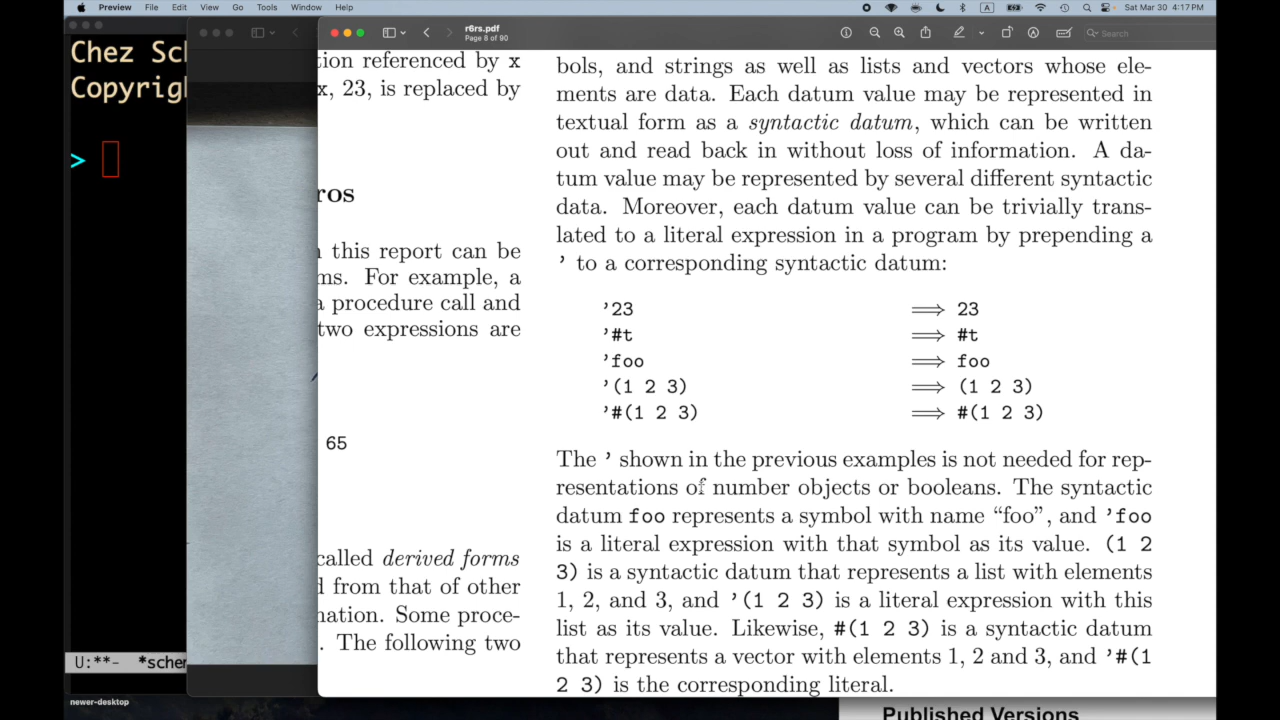 Preview File Edit View Go Tools Window Help
Sat Mar 30 4:17 PM
Chez Sc
Copyrig
>
U:**- *scher
newer-desktop
r6rs.pdf
Page 8 of 90
Search
tion referenced by x
x, 23, is replaced by
ros
this report can be
ms. For example, a
a procedure call and
two expressions are
65
called derived forms
d from that of other
nation. Some proce-
. The following two
bols, and strings as well as lists and vectors whose ele-
ments are data. Each datum value may be represented in
textual form as a syntactic datum, which can be written
out and read back in without loss of information. A da-
tum value may be represented by several different syntactic
data. Moreover, each datum value can be trivially trans-
lated to a literal expression in a program by prepending a
’ to a corresponding syntactic datum:
’23 ⟹ 23
’#t ⟹ #t
’foo ⟹ foo
’(1 2 3) ⟹ (1 2 3)
’#(1 2 3) ⟹ #(1 2 3)
The ’ shown in the previous examples is not needed for rep-
resentations of number objects or booleans. The syntactic
datum foo represents a symbol with name “foo”, and ’foo
is a literal expression with that symbol as its value. (1 2
3) is a syntactic datum that represents a list with elements
1, 2, and 3, and ’(1 2 3) is a literal expression with this
list as its value. Likewise, #(1 2 3) is a syntactic datum
that represents a vector with elements 1, 2 and 3, and ’#(1
2 3) is the corresponding literal.
Published Versions